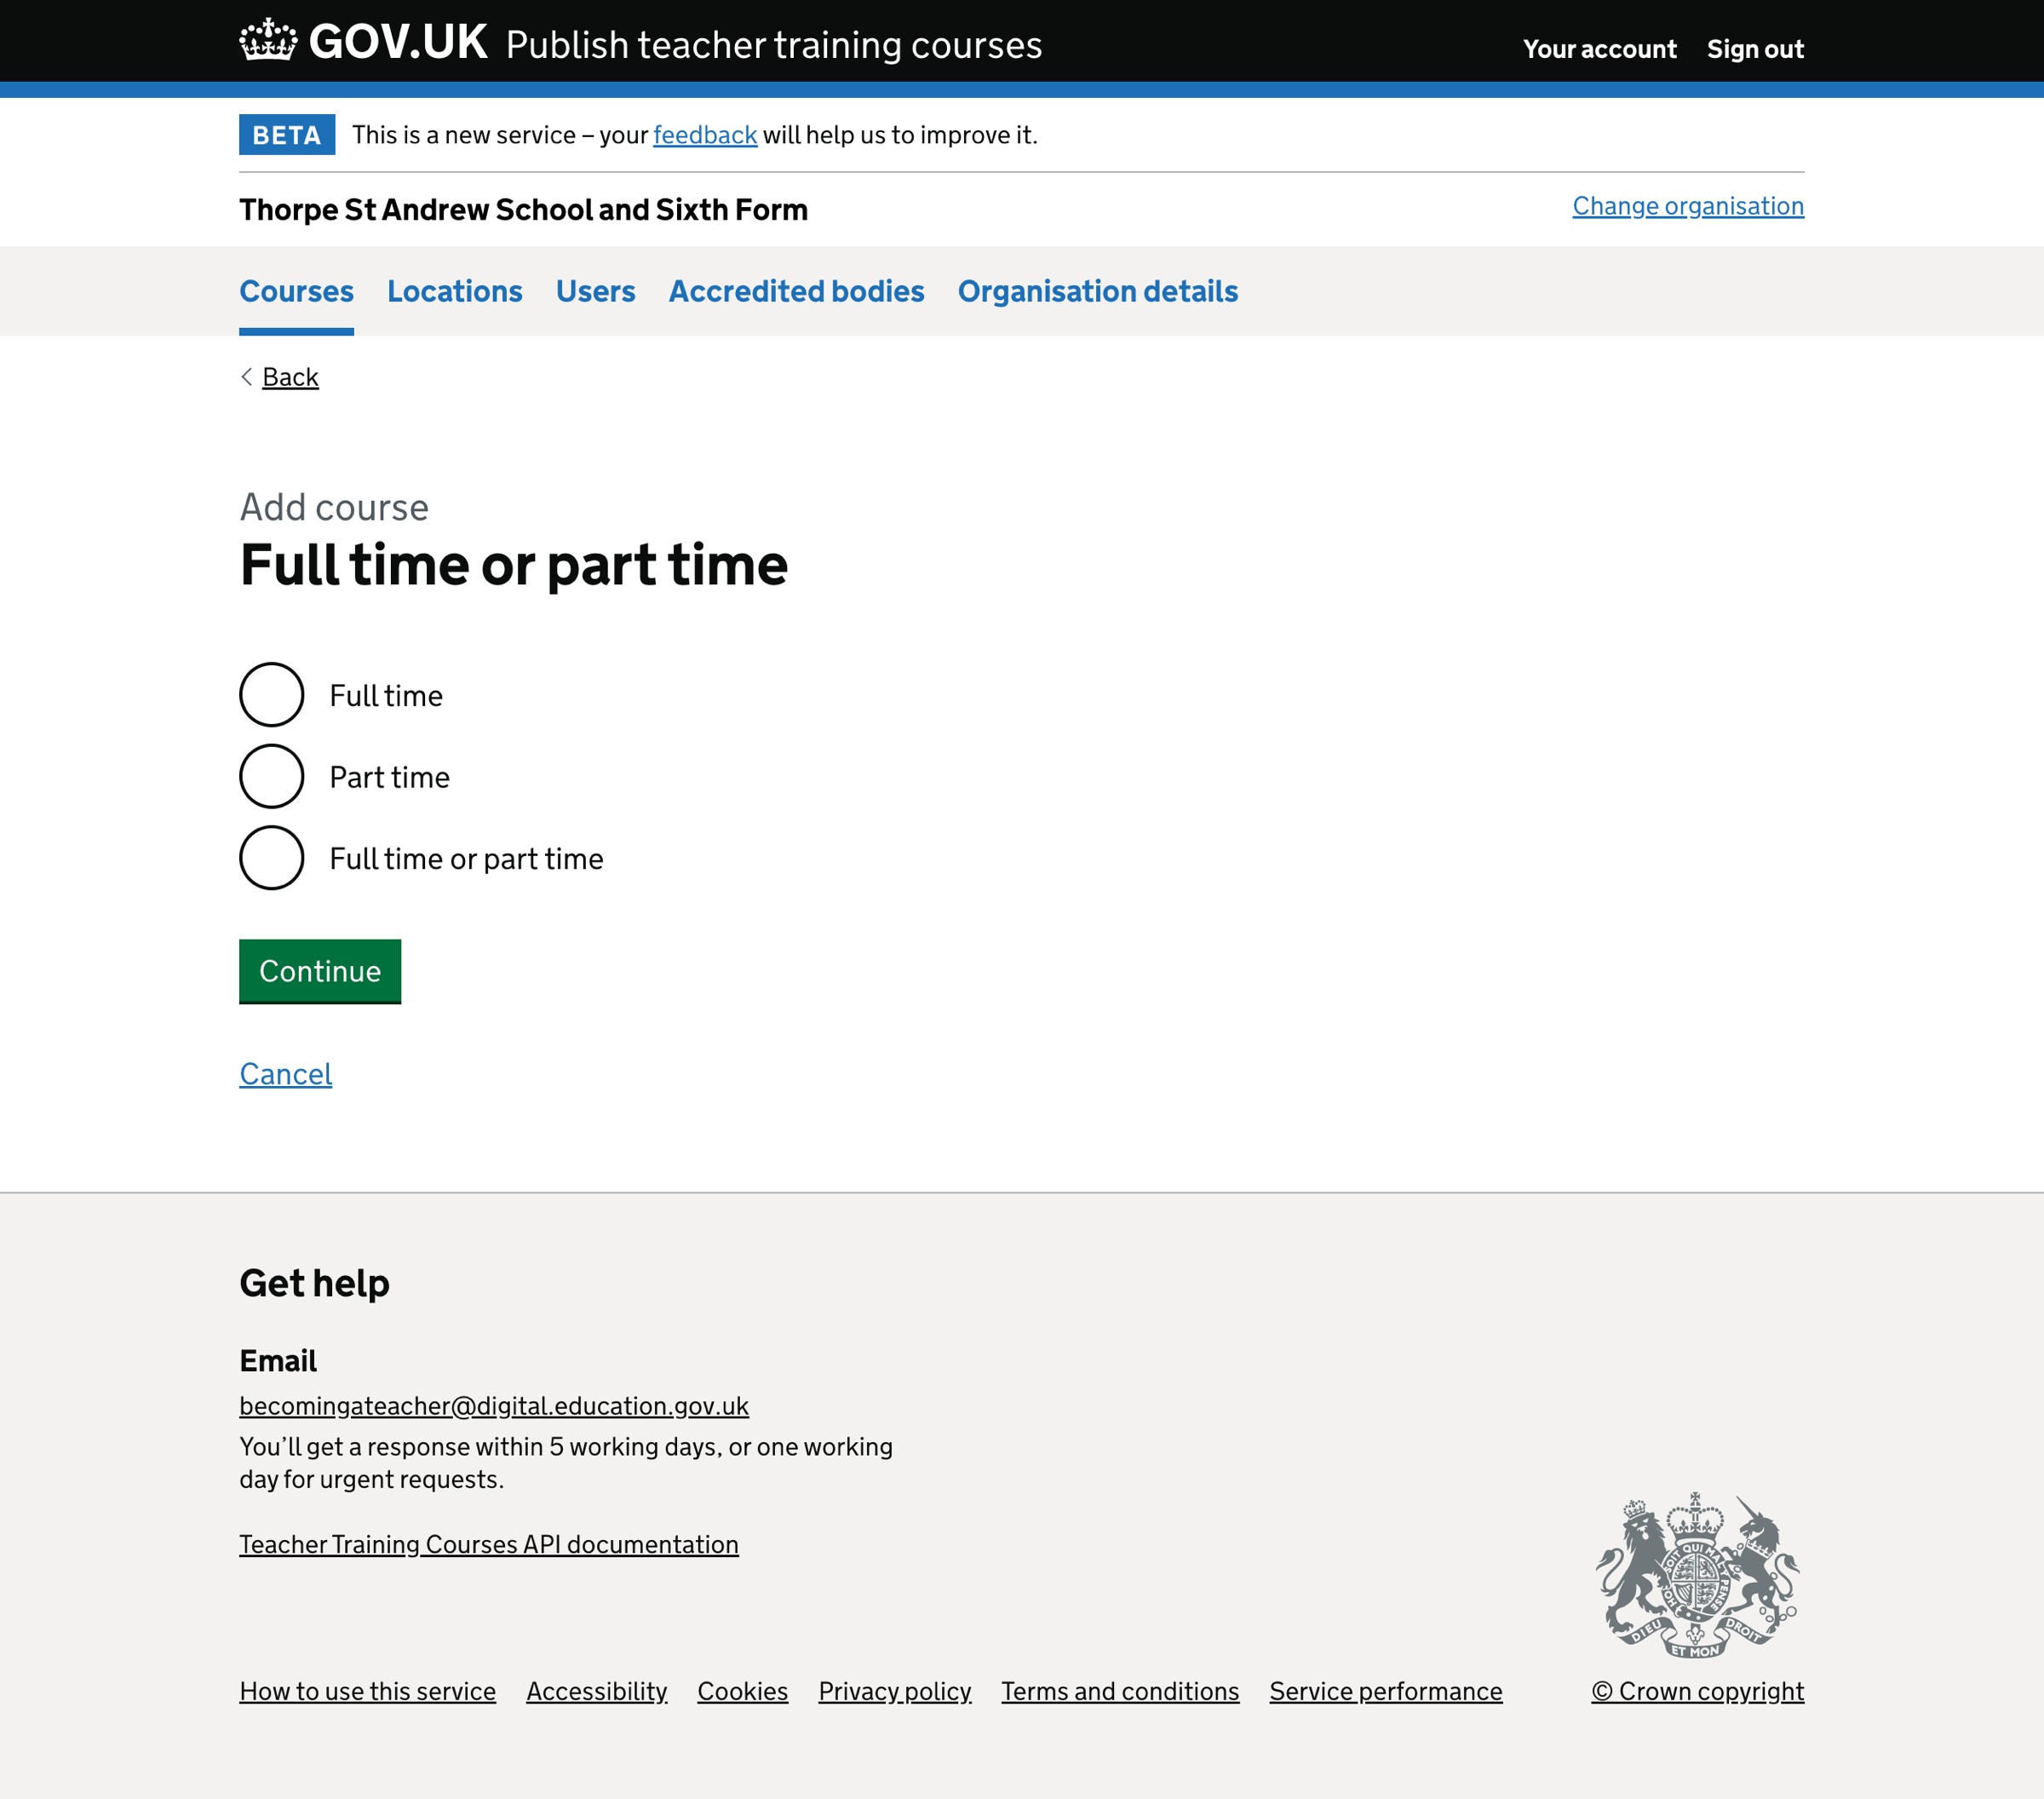 GOV.UK Publish teacher training courses
Your account Sign out
BETA This is a new service – your feedback will help us to improve it.
Thorpe St Andrew School and Sixth Form
Change organisation
Courses Locations Users Accredited bodies Organisation details
Back
Add course
Full time or part time
Full time
Part time
Full time or part time
Continue
Cancel
Get help
Email
becomingateacher@digital.education.gov.uk
You’ll get a response within 5 working days, or one working
day for urgent requests.
Teacher Training Courses API documentation
DIEU ET MON DROIT
How to use this service Accessibility Cookies Privacy policy Terms and conditions Service performance
© Crown copyright